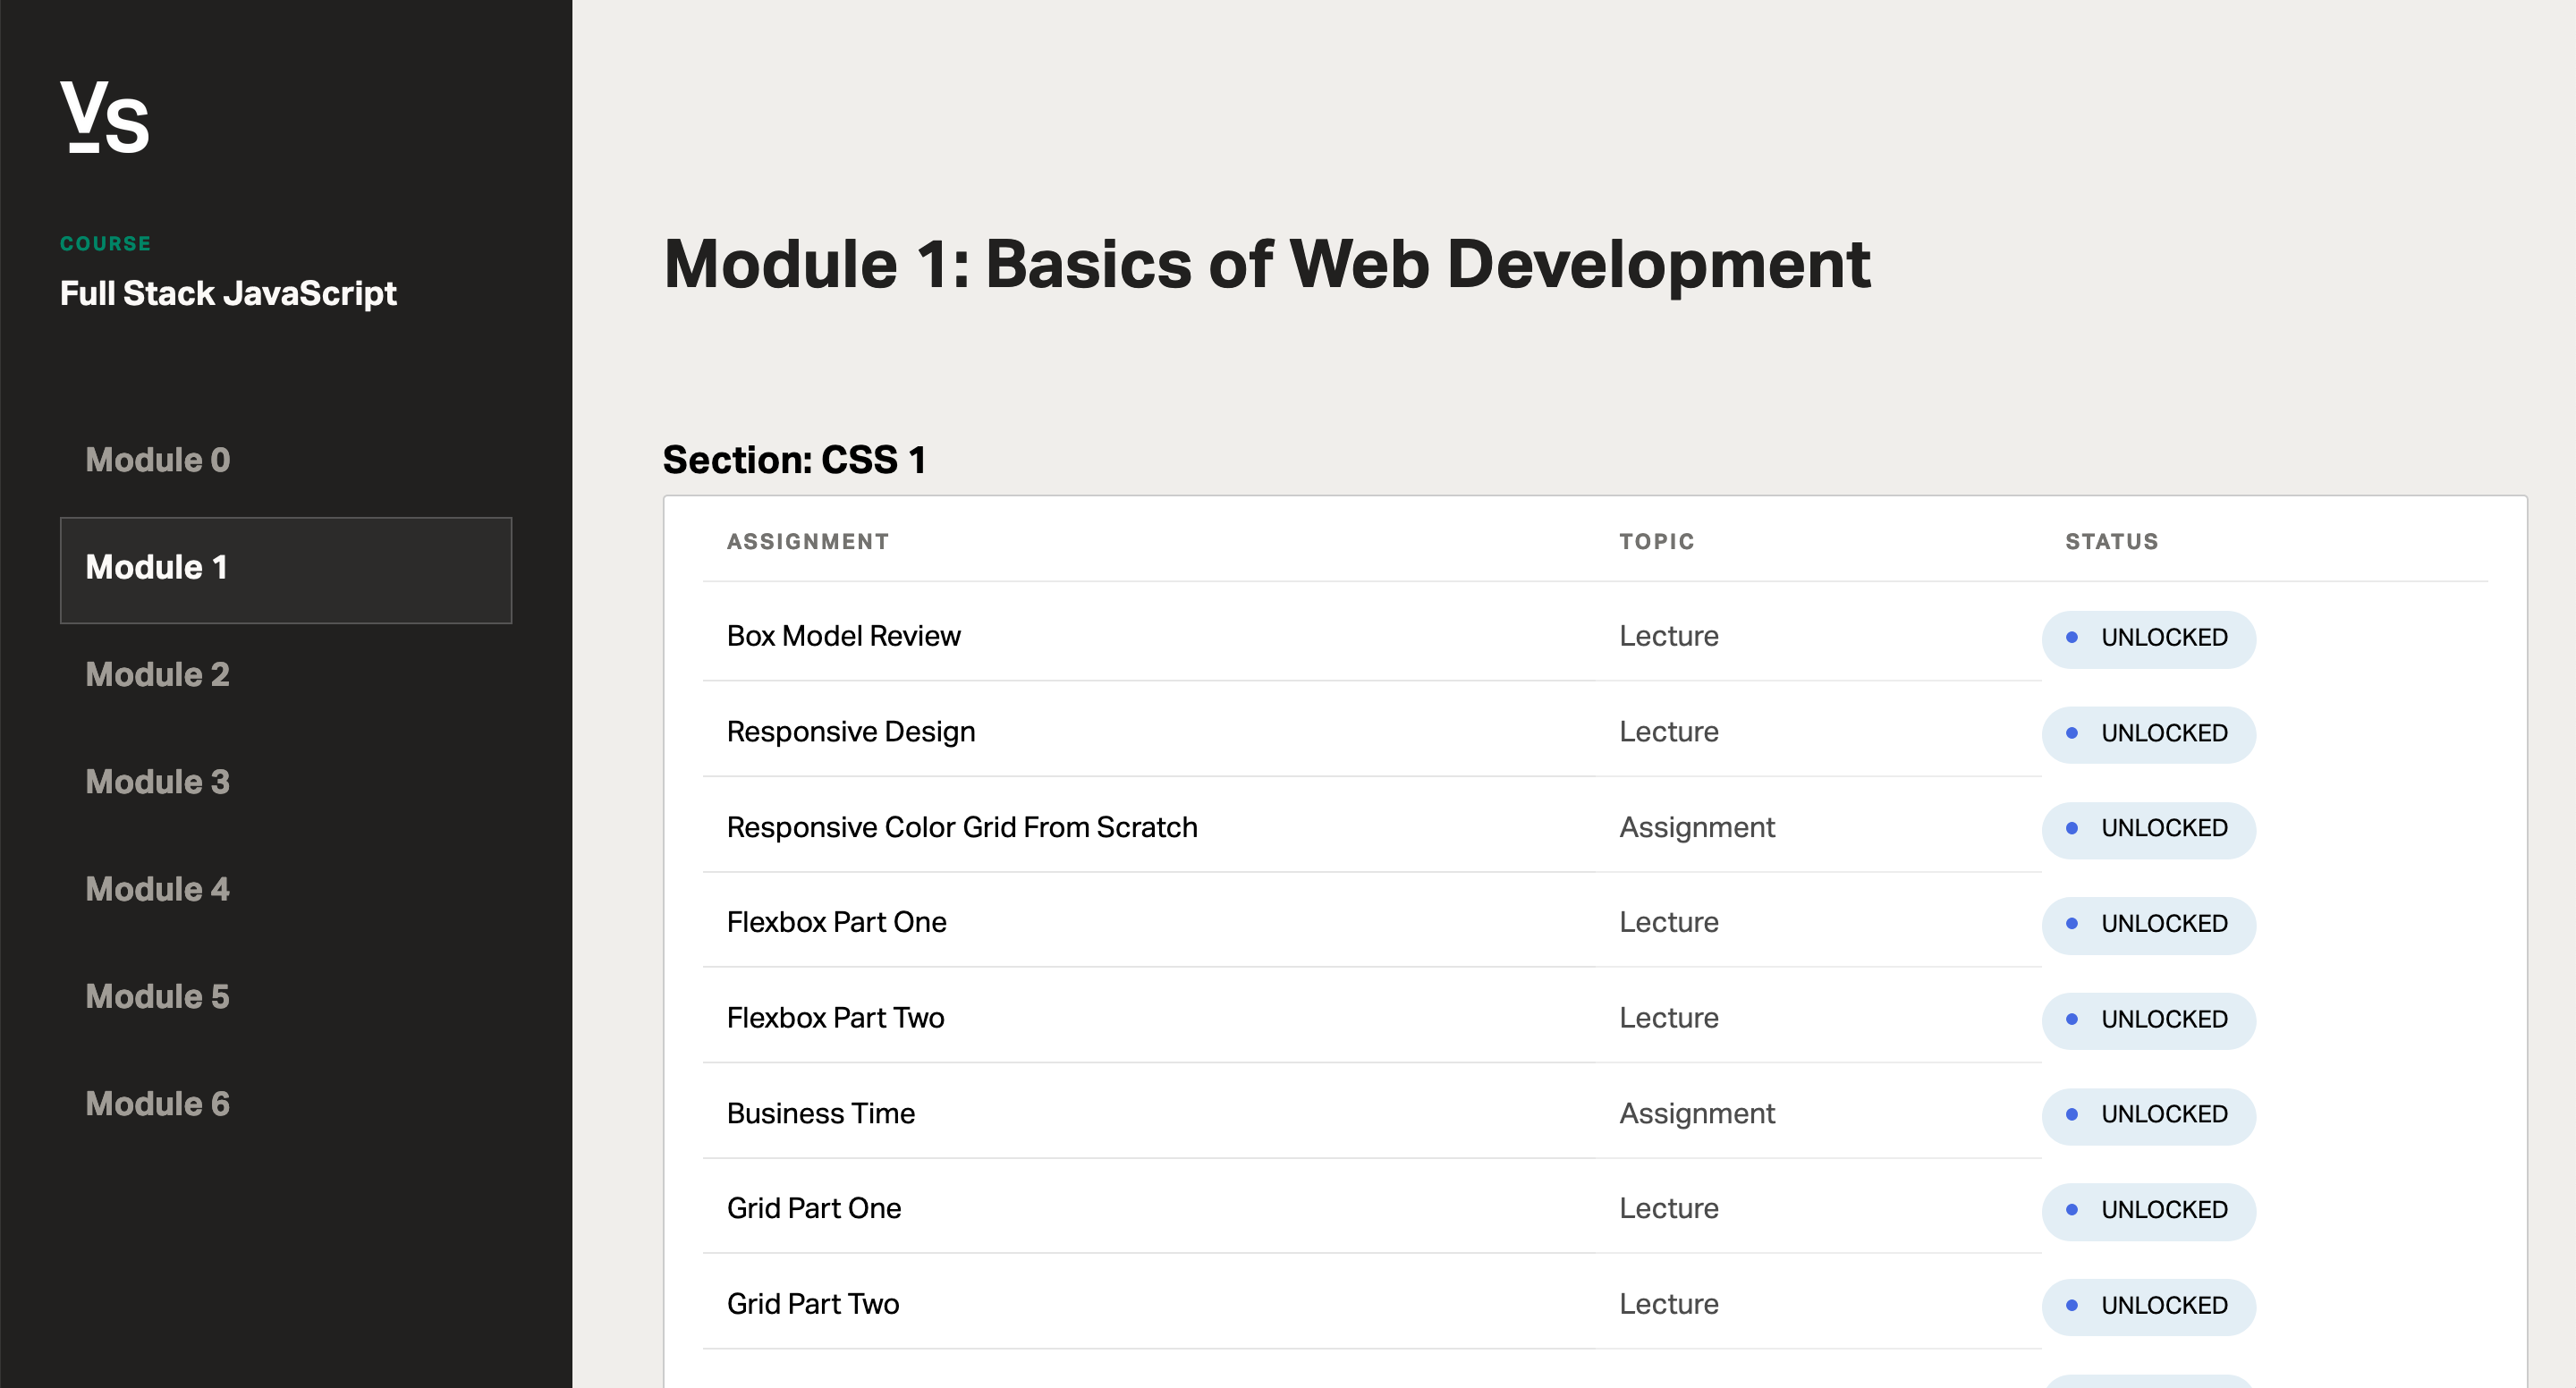 VS
COURSE
Full Stack JavaScript
Module 0
Module 1
Module 2
Module 3
Module 4
Module 5
Module 6
Module 1: Basics of Web Development
Section: CSS 1
ASSIGNMENT TOPIC STATUS
Box Model Review Lecture UNLOCKED
Responsive Design Lecture UNLOCKED
Responsive Color Grid From Scratch Assignment UNLOCKED
Flexbox Part One Lecture UNLOCKED
Flexbox Part Two Lecture UNLOCKED
Business Time Assignment UNLOCKED
Grid Part One Lecture UNLOCKED
Grid Part Two Lecture UNLOCKED